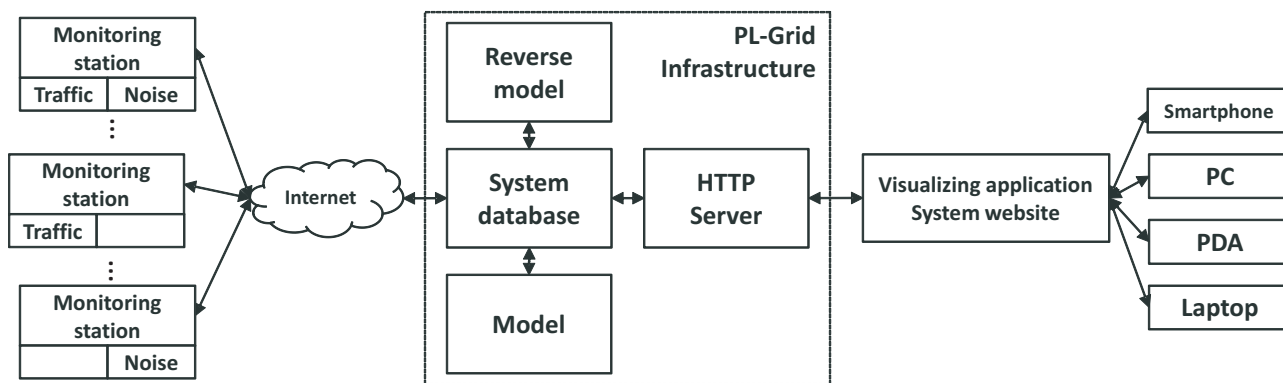 Monitoring
station
Traffic
Noise
Monitoring
station
Traffic
Monitoring
station
Noise
Internet
PL-Grid
Infrastructure
Reverse
model
System
database
HTTP
Server
Model
Visualizing application
System website
Smartphone
PC
PDA
Laptop